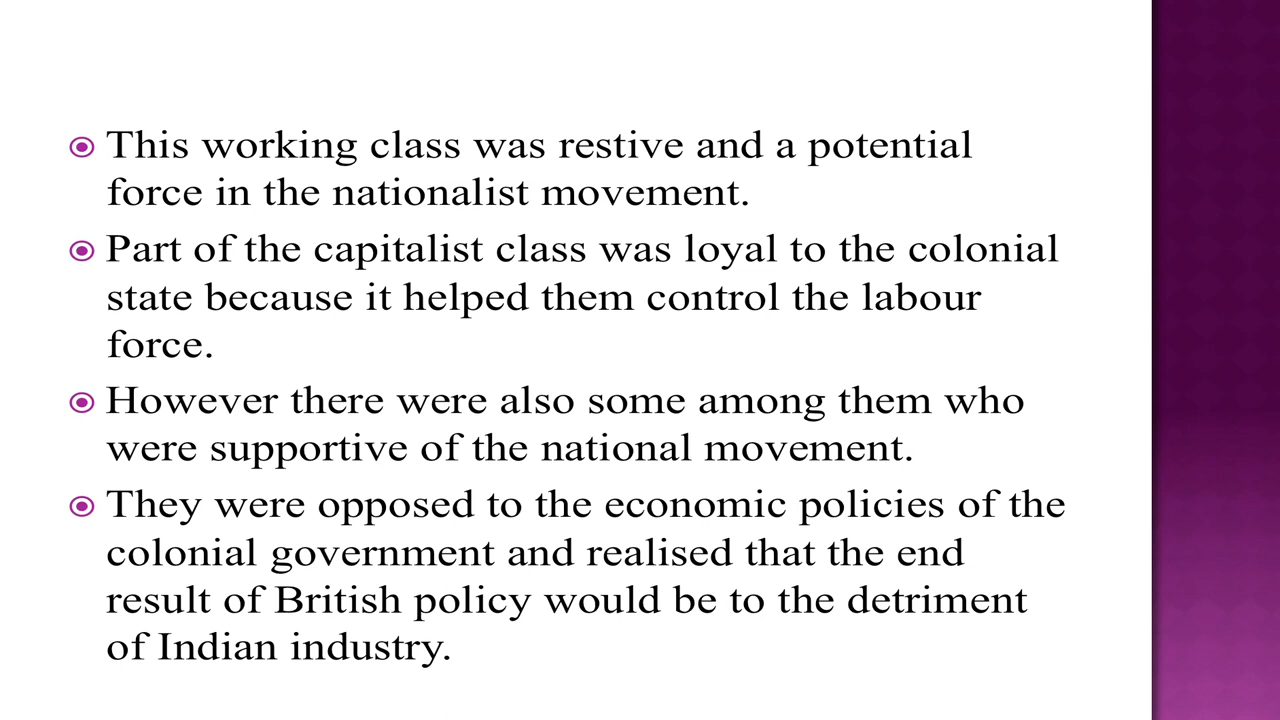 This working class was restive and a potential
force in the nationalist movement.
Part of the capitalist class was loyal to the colonial
state because it helped them control the labour
force.
However there were also some among them who
were supportive of the national movement.
They were opposed to the economic policies of the
colonial government and realised that the end
result of British policy would be to the detriment
of Indian industry.